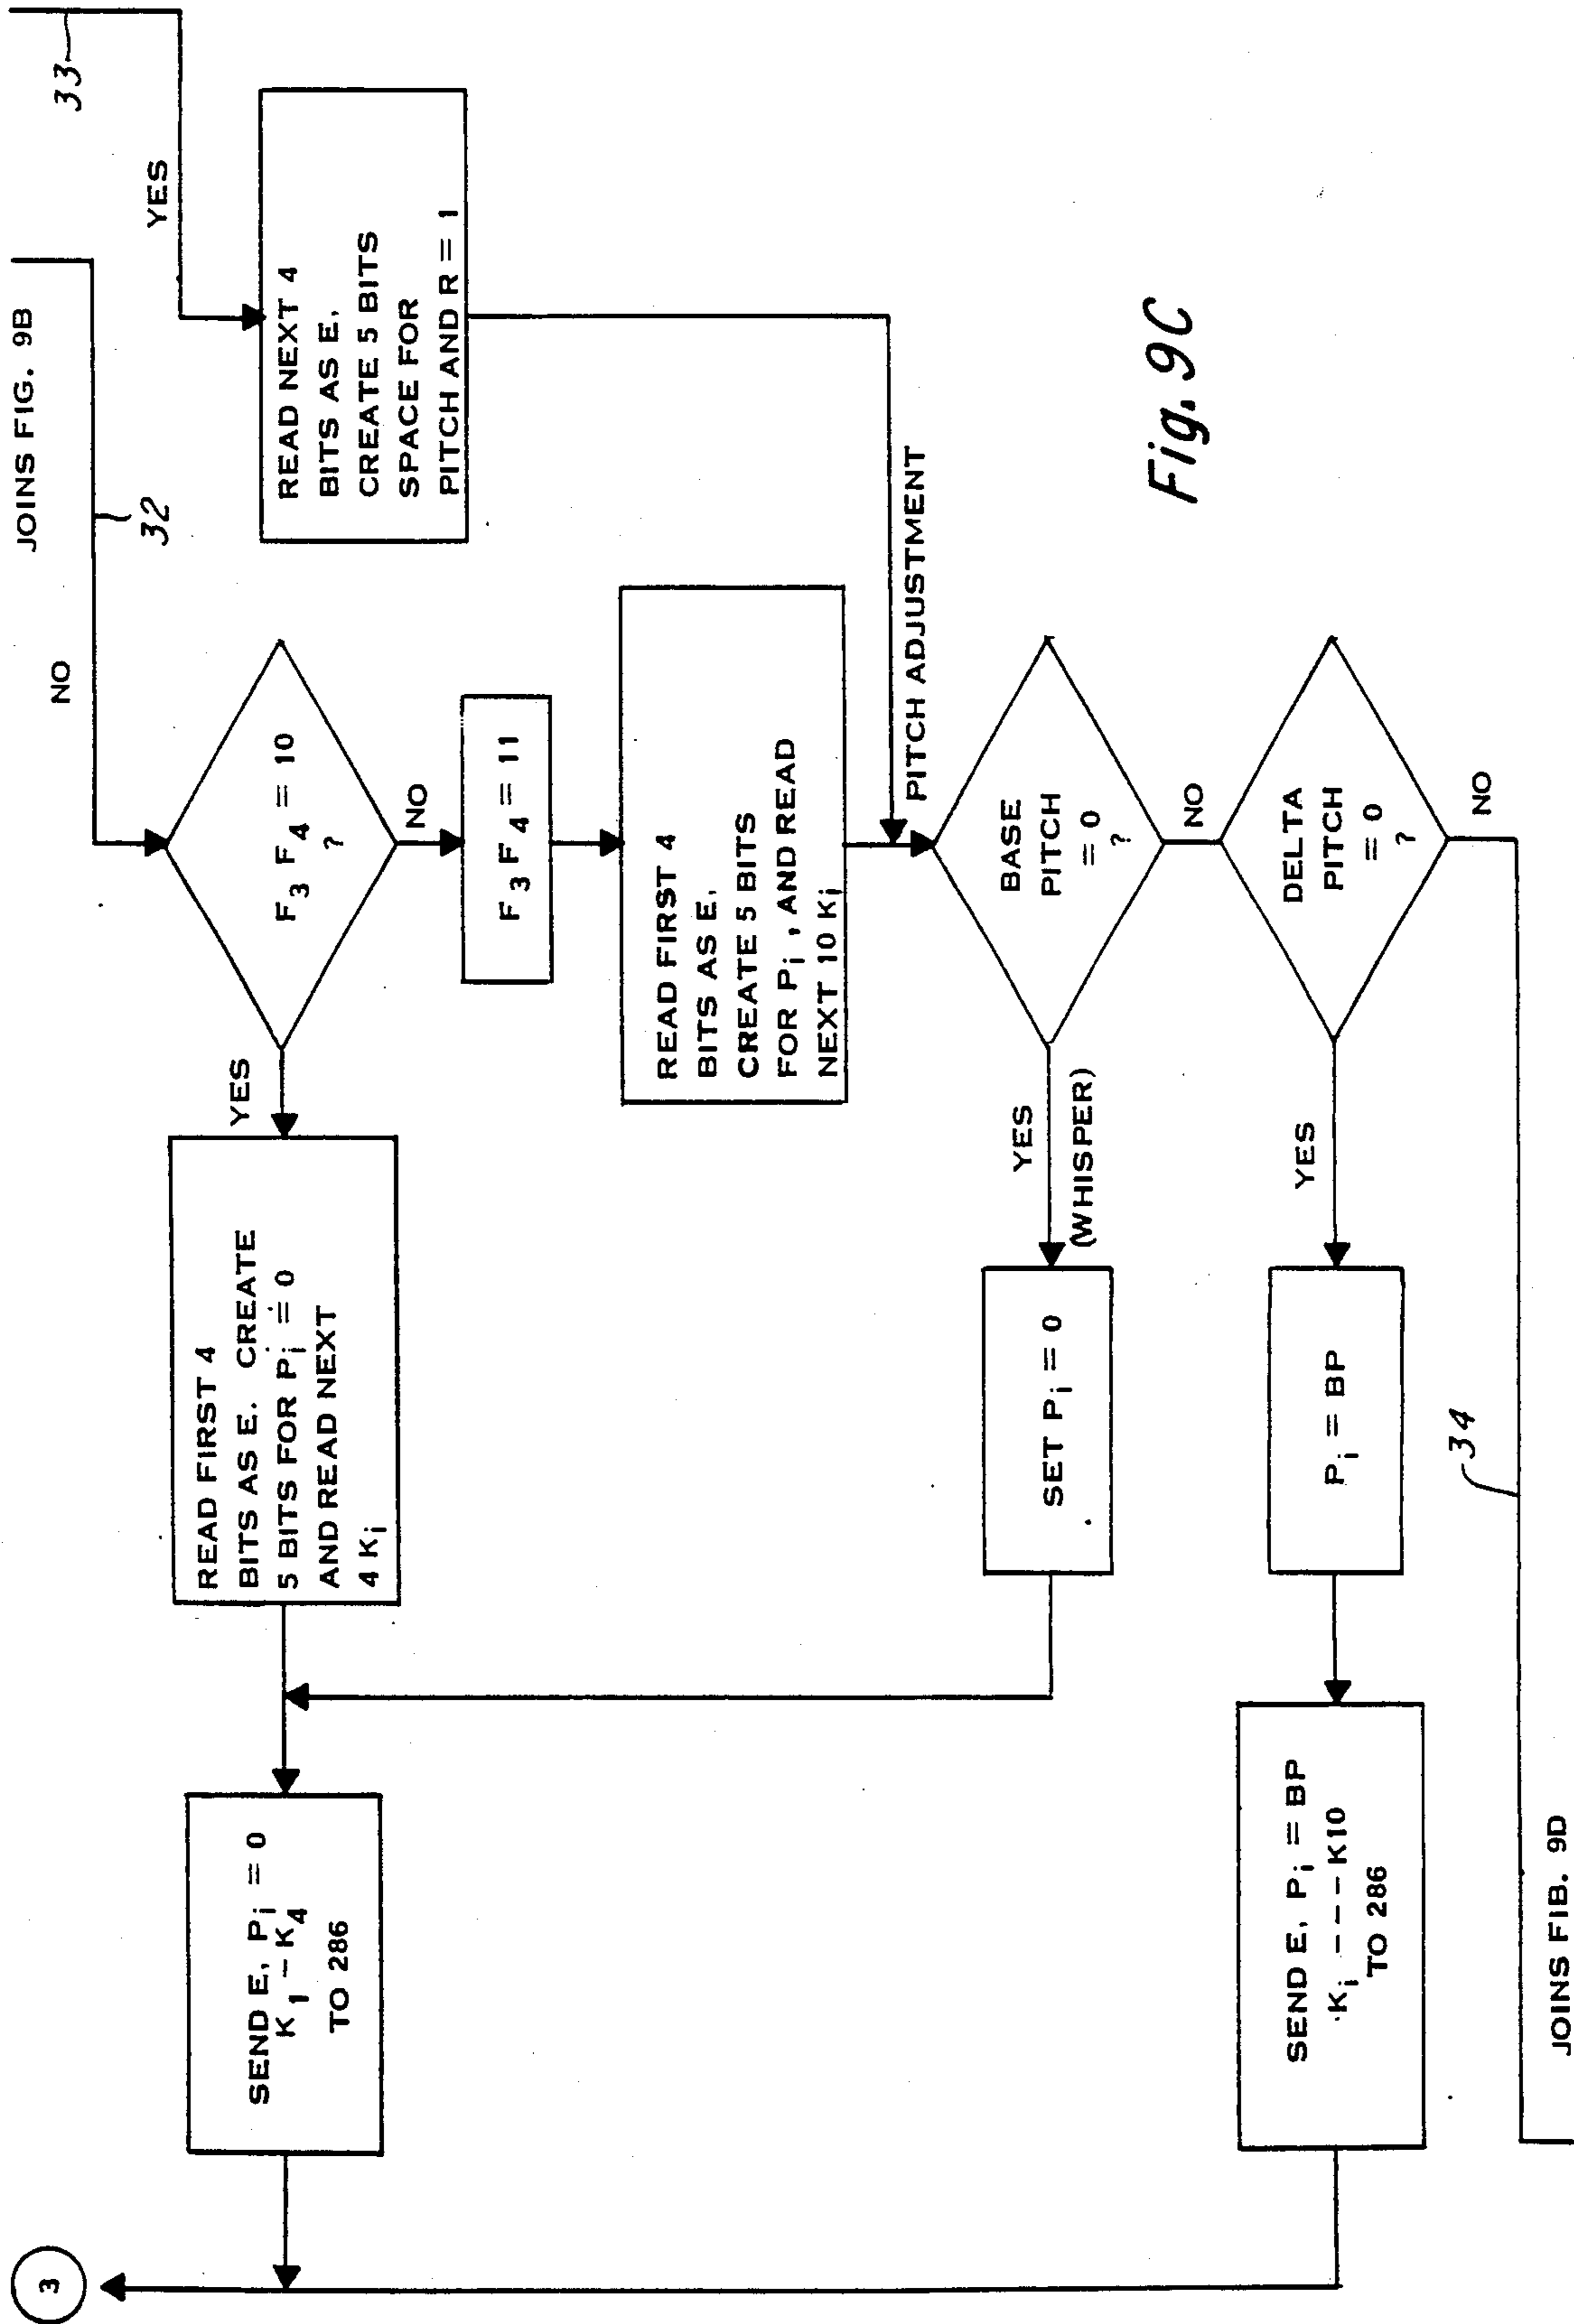 JOINS FIG. 9B
33
32
NO
YES
F3 F4 = 10
?
YES
NO
READ NEXT 4
BITS AS E,
CREATE 5 BITS
SPACE FOR
PITCH AND R = 1
READ FIRST 4
BITS AS E. CREATE
5 BITS FOR Pi = 0
AND READ NEXT
4 Ki
F3 F4 = 11
SEND E, Pi = 0
K1 – K4
TO 286
3
READ FIRST 4
BITS AS E,
CREATE 5 BITS
FOR Pi, AND READ
NEXT 10 Ki
PITCH ADJUSTMENT
BASE
PITCH
= 0
?
YES
(WHISPER)
SET Pi = 0
NO
DELTA
PITCH
= 0
?
YES
Pi = BP
SEND E, Pi = BP
Ki – – – K10
TO 286
NO
34
JOINS FIB. 9D
Fig. 9C